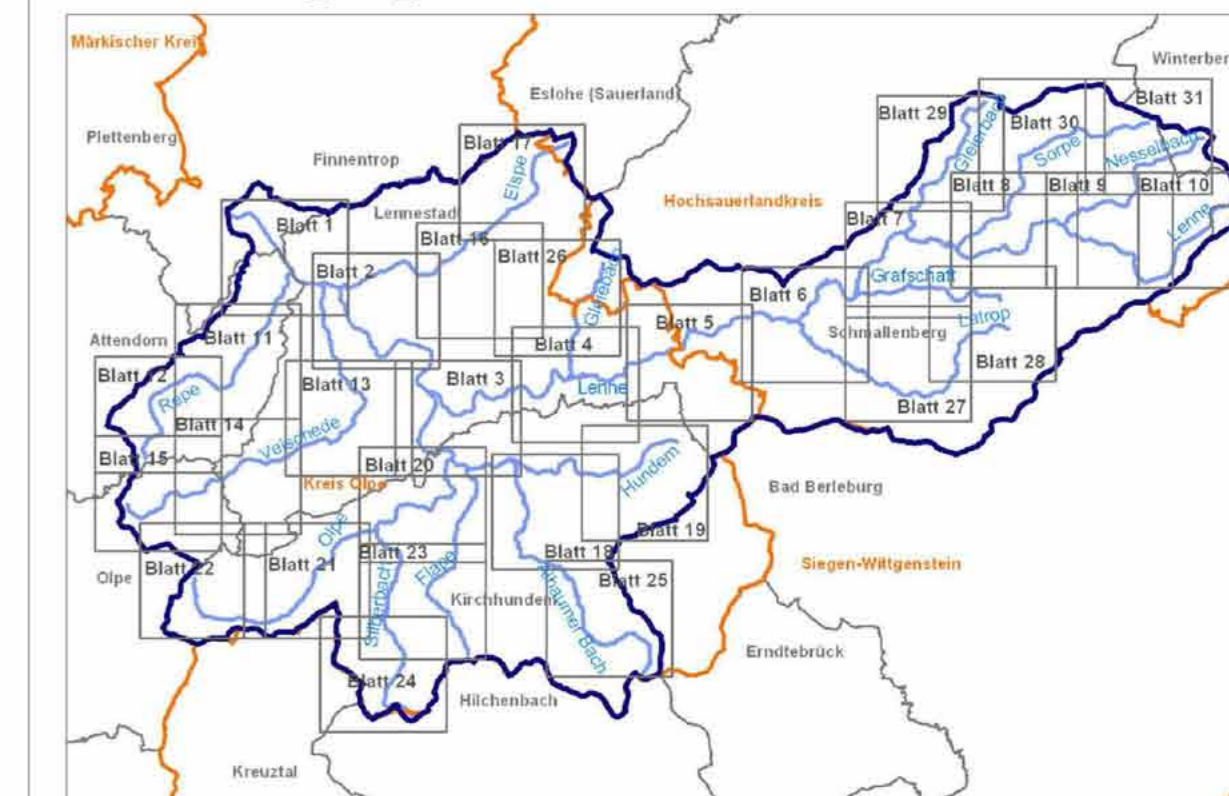 Märkischer Kreis
Winterber
Eslohe (Sauerland)
Blatt 29
Blatt 31
Blatt 30
Gleierbach
Plettenberg
Blatt 17
Finnentrop
Elspe
Sorpe
Nesselbach
Blatt 8
Blatt 9
Blatt 10
Hochsauerlandkreis
Lennestad
Blatt 1
Blatt 7
Lenne
Blatt 16
Blatt 26
Blatt 2
Grafschaft
Gleiebach
Blatt 6
Latrop
Blatt 5
Schmallenberg
Attendorn
Blatt 11
Blatt 4
Blatt 28
Blatt 12
Blatt 13
Blatt 3
Lenne
Repe
Blatt 27
Blatt 14
Veischede
Blatt 15
Blatt 20
Hundem
Kreis Olpe
Bad Berleburg
Olpe
Blatt 19
Blatt 23
Blatt 18
Blatt 22
Blatt 21
Siegen-Wittgenstein
Olpe
Flape
Blatt 25
Silberbach
Kirchhundem
Albaumer Bach
Erndtebrück
Blatt 24
Hilchenbach
Kreuztal